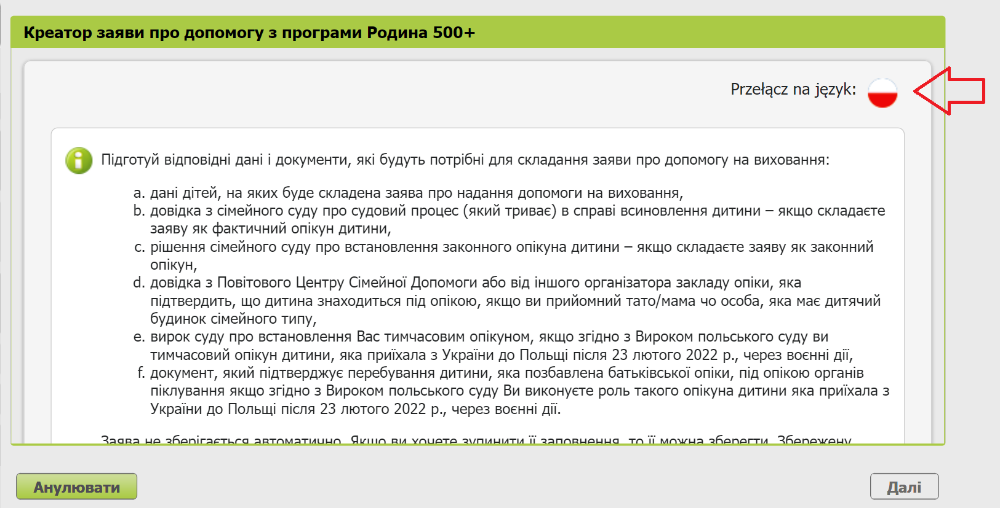 Креатор заяви про допомогу з програми Родина 500+
Przełącz na język:
Підготуй відповідні дані і документи, які будуть потрібні для складання заяви про допомогу на виховання:
a. дані дітей, на яких буде складена заява про надання допомоги на виховання,
b. довідка з сімейного суду про судовий процес (який триває) в справі всиновлення дитини – якщо складаєте
заяву як фактичний опікун дитини,
c. рішення сімейного суду про встановлення законного опікуна дитини – якщо складаєте заяву як законний
опікун,
d. довідка з Повітового Центру Сімейної Допомоги або від іншого організатора закладу опіки, яка
підтвердить, що дитина знаходиться під опікою, якщо ви прийомний тато/мама чо особа, яка має дитячий
будинок сімейного типу,
e. вирок суду про встановлення Вас тимчасовим опікуном, якщо згідно з Вироком польського суду ви
тимчасовий опікун дитини, яка приїхала з України до Польщі після 23 лютого 2022 р., через воєнні дії,
f. документ, який підтверджує перебування дитини, яка позбавлена батьківської опіки, під опікою органів
піклування якщо згідно з Вироком польського суду Ви виконуєте роль такого опікуна дитини яка приїхала з
України до Польщі після 23 лютого 2022 р., через воєнні дії.
Заява не зберігається автоматично. Якщо ви хочете зупинити її заповнення, то її можна зберегти. Збережену
Анулювати
Далі